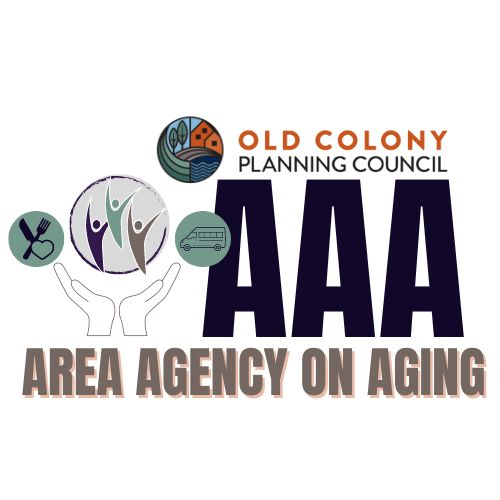 OLD COLONY
PLANNING COUNCIL
AAA
AREA AGENCY ON AGING